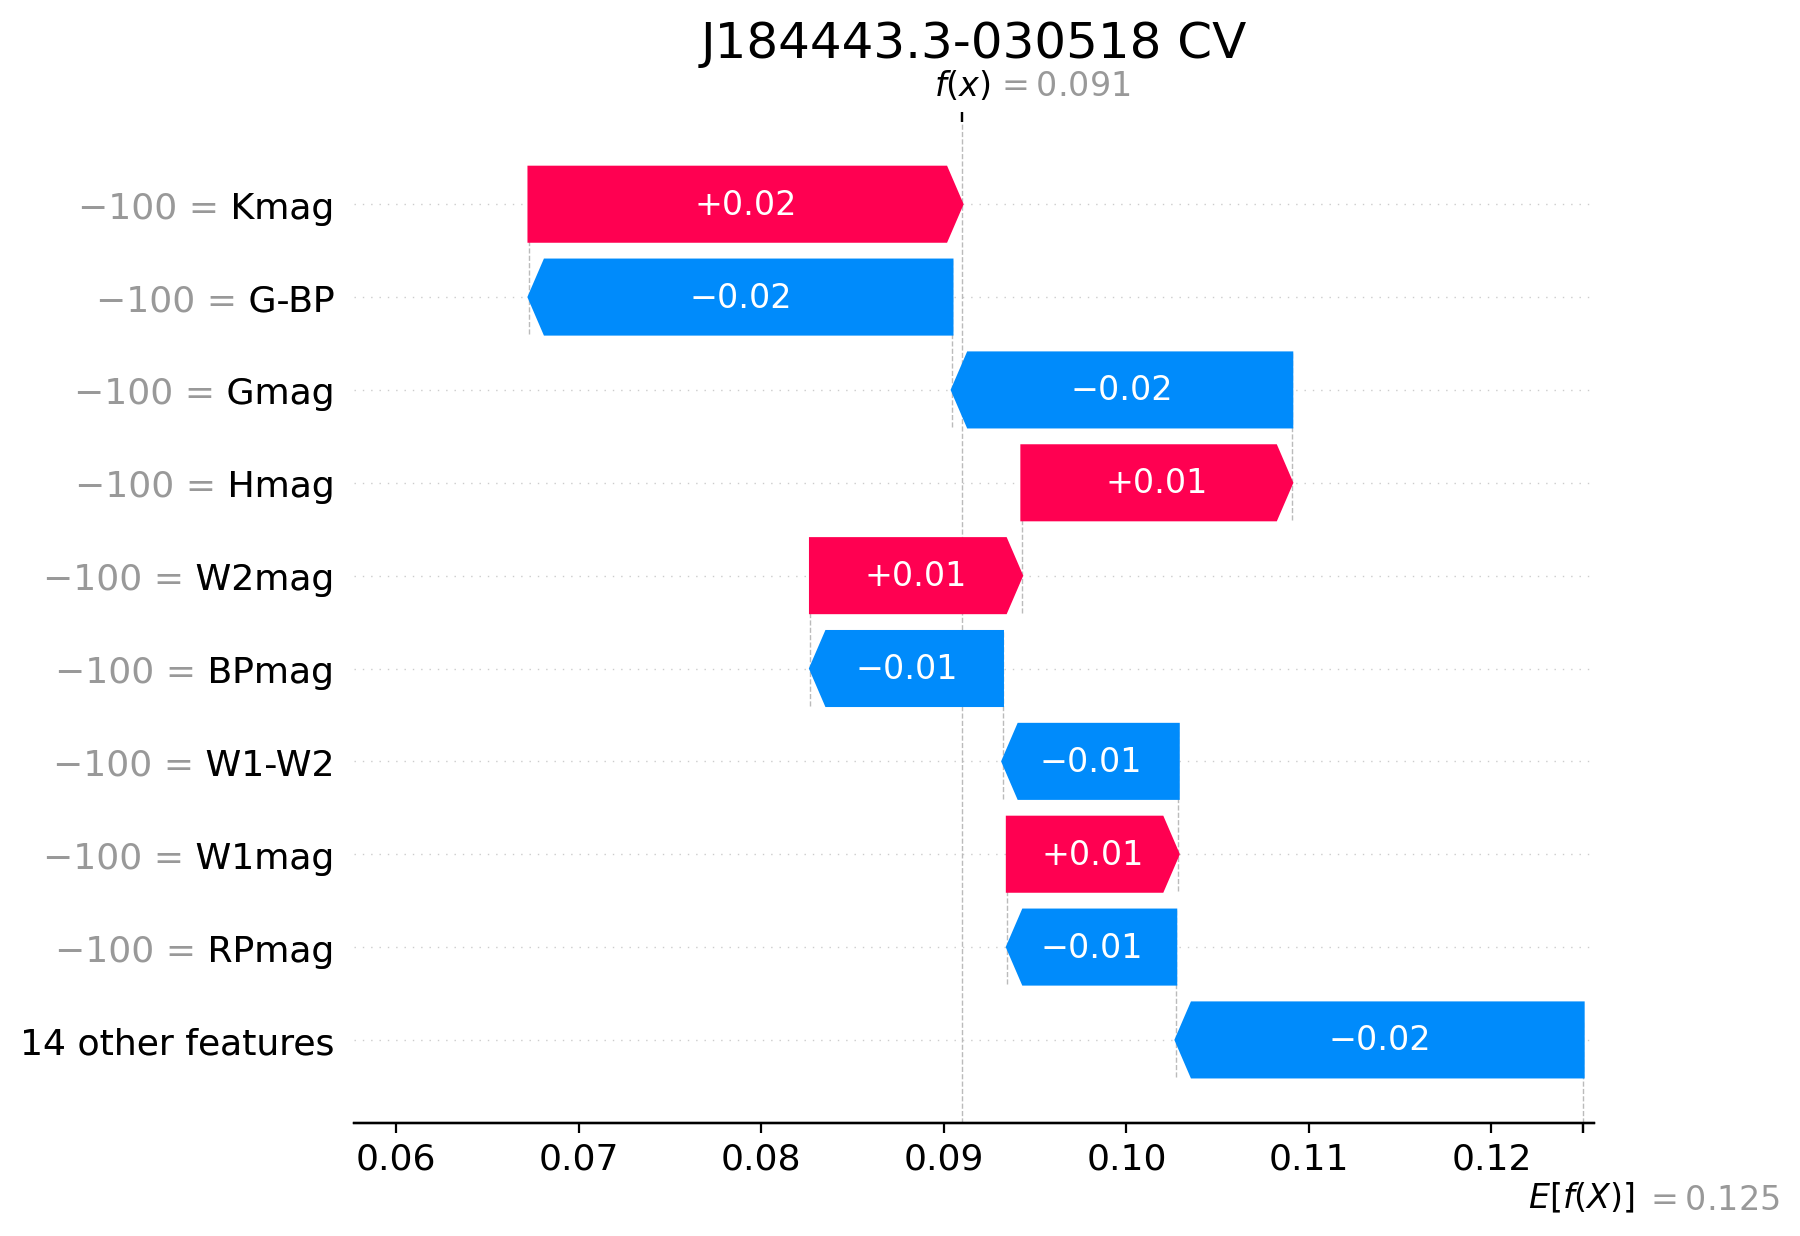 J184443.3-030518 CV
f(x) = 0.091
−100 = Kmag
+0.02
−100 = G-BP
−0.02
−100 = Gmag
−0.02
−100 = Hmag
+0.01
−100 = W2mag
+0.01
−100 = BPmag
−0.01
−100 = W1-W2
−0.01
−100 = W1mag
+0.01
−100 = RPmag
−0.01
14 other features
−0.02
0.06 0.07 0.08 0.09 0.10 0.11 0.12
E[f(X)] = 0.125